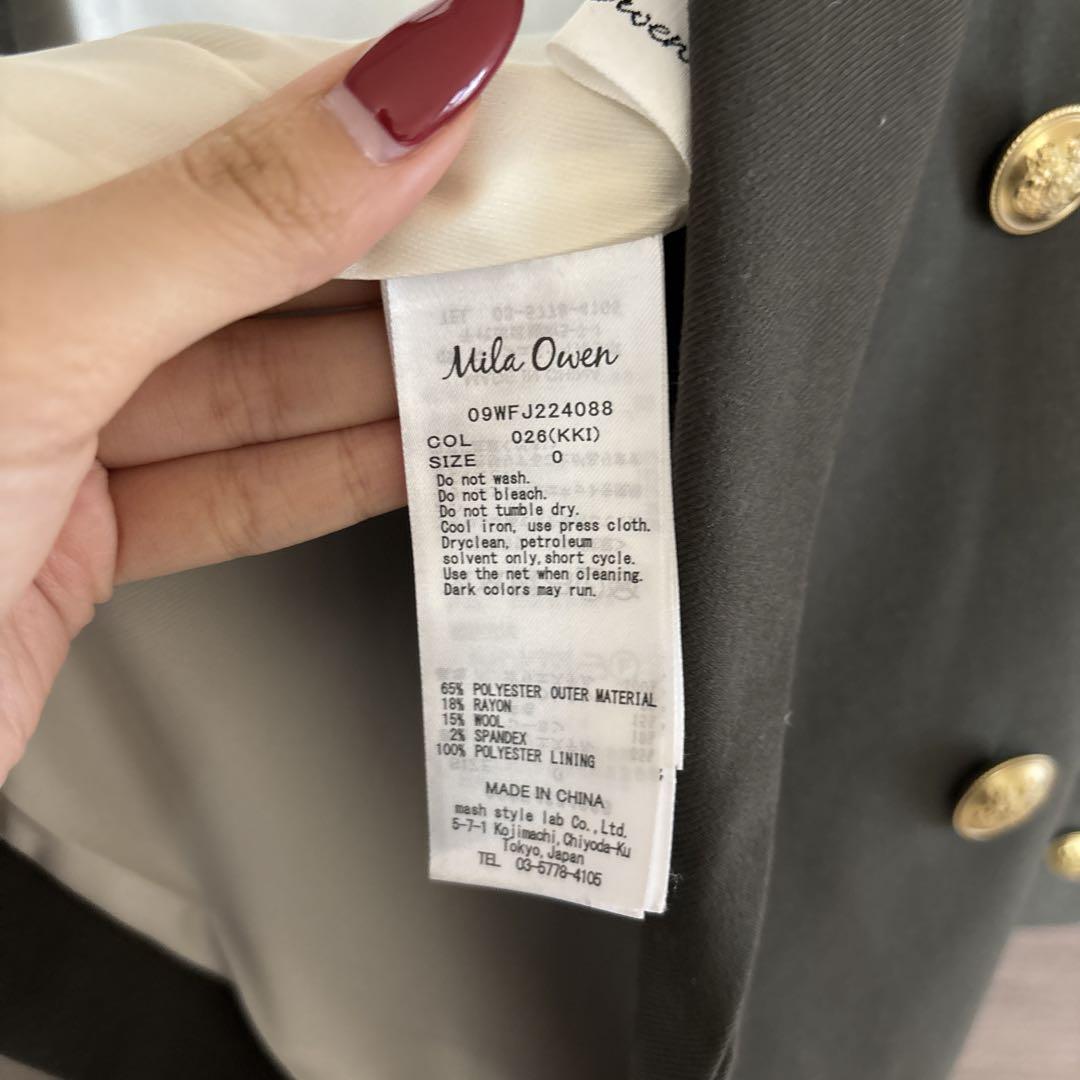 Owen
Mila Owen
09WFJ224088
COL 026(KKI)
SIZE 0
Do not wash.
Do not bleach.
Do not tumble dry.
Cool iron, use press cloth.
Dryclean, petroleum
solvent only,short cycle.
Use the net when cleaning.
Dark colors may run.
65% POLYESTER OUTER MATERIAL
18% RAYON
15% WOOL
2% SPANDEX
100% POLYESTER LINING
MADE IN CHINA
mash style lab Co.,Ltd.
5-7-1 Kojimachi,Chiyoda-Ku
Tokyo,Japan
TEL 03-5778-4105